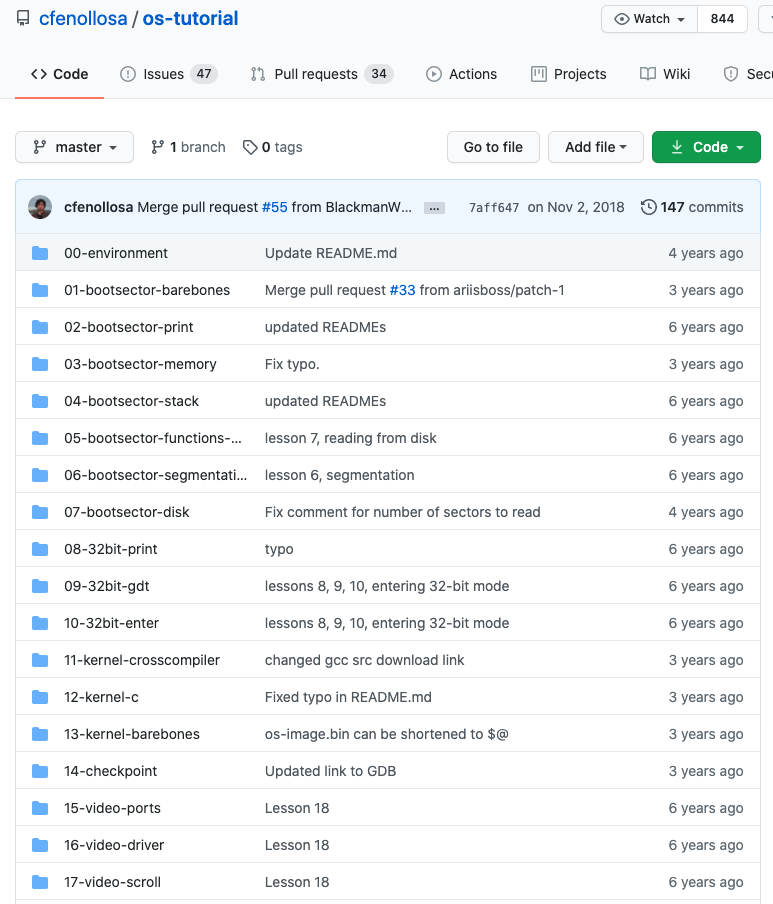 cfenollosa / os-tutorial Watch 844
Code Issues 47 Pull requests 34 Actions Projects Wiki
master 1 branch 0 tags Go to file Add file Code
cfenollosa Merge pull request #55 from BlackmanW... ... 7aff647 on Nov 2, 2018 147 commits
00-environment Update README.md 4 years ago
01-bootsector-barebones Merge pull request #33 from ariisboss/patch-1 3 years ago
02-bootsector-print updated READMEs 6 years ago
03-bootsector-memory Fix typo. 3 years ago
04-bootsector-stack updated READMEs 6 years ago
05-bootsector-functions-... lesson 7, reading from disk 6 years ago
06-bootsector-segmentati... lesson 6, segmentation 6 years ago
07-bootsector-disk Fix comment for number of sectors to read 4 years ago
08-32bit-print typo 6 years ago
09-32bit-gdt lessons 8, 9, 10, entering 32-bit mode 6 years ago
10-32bit-enter lessons 8, 9, 10, entering 32-bit mode 6 years ago
11-kernel-crosscompiler changed gcc src download link 3 years ago
12-kernel-c Fixed typo in README.md 3 years ago
13-kernel-barebones os-image.bin can be shortened to $@ 3 years ago
14-checkpoint Updated link to GDB 3 years ago
15-video-ports Lesson 18 6 years ago
16-video-driver Lesson 18 6 years ago
17-video-scroll Lesson 18 6 years ago